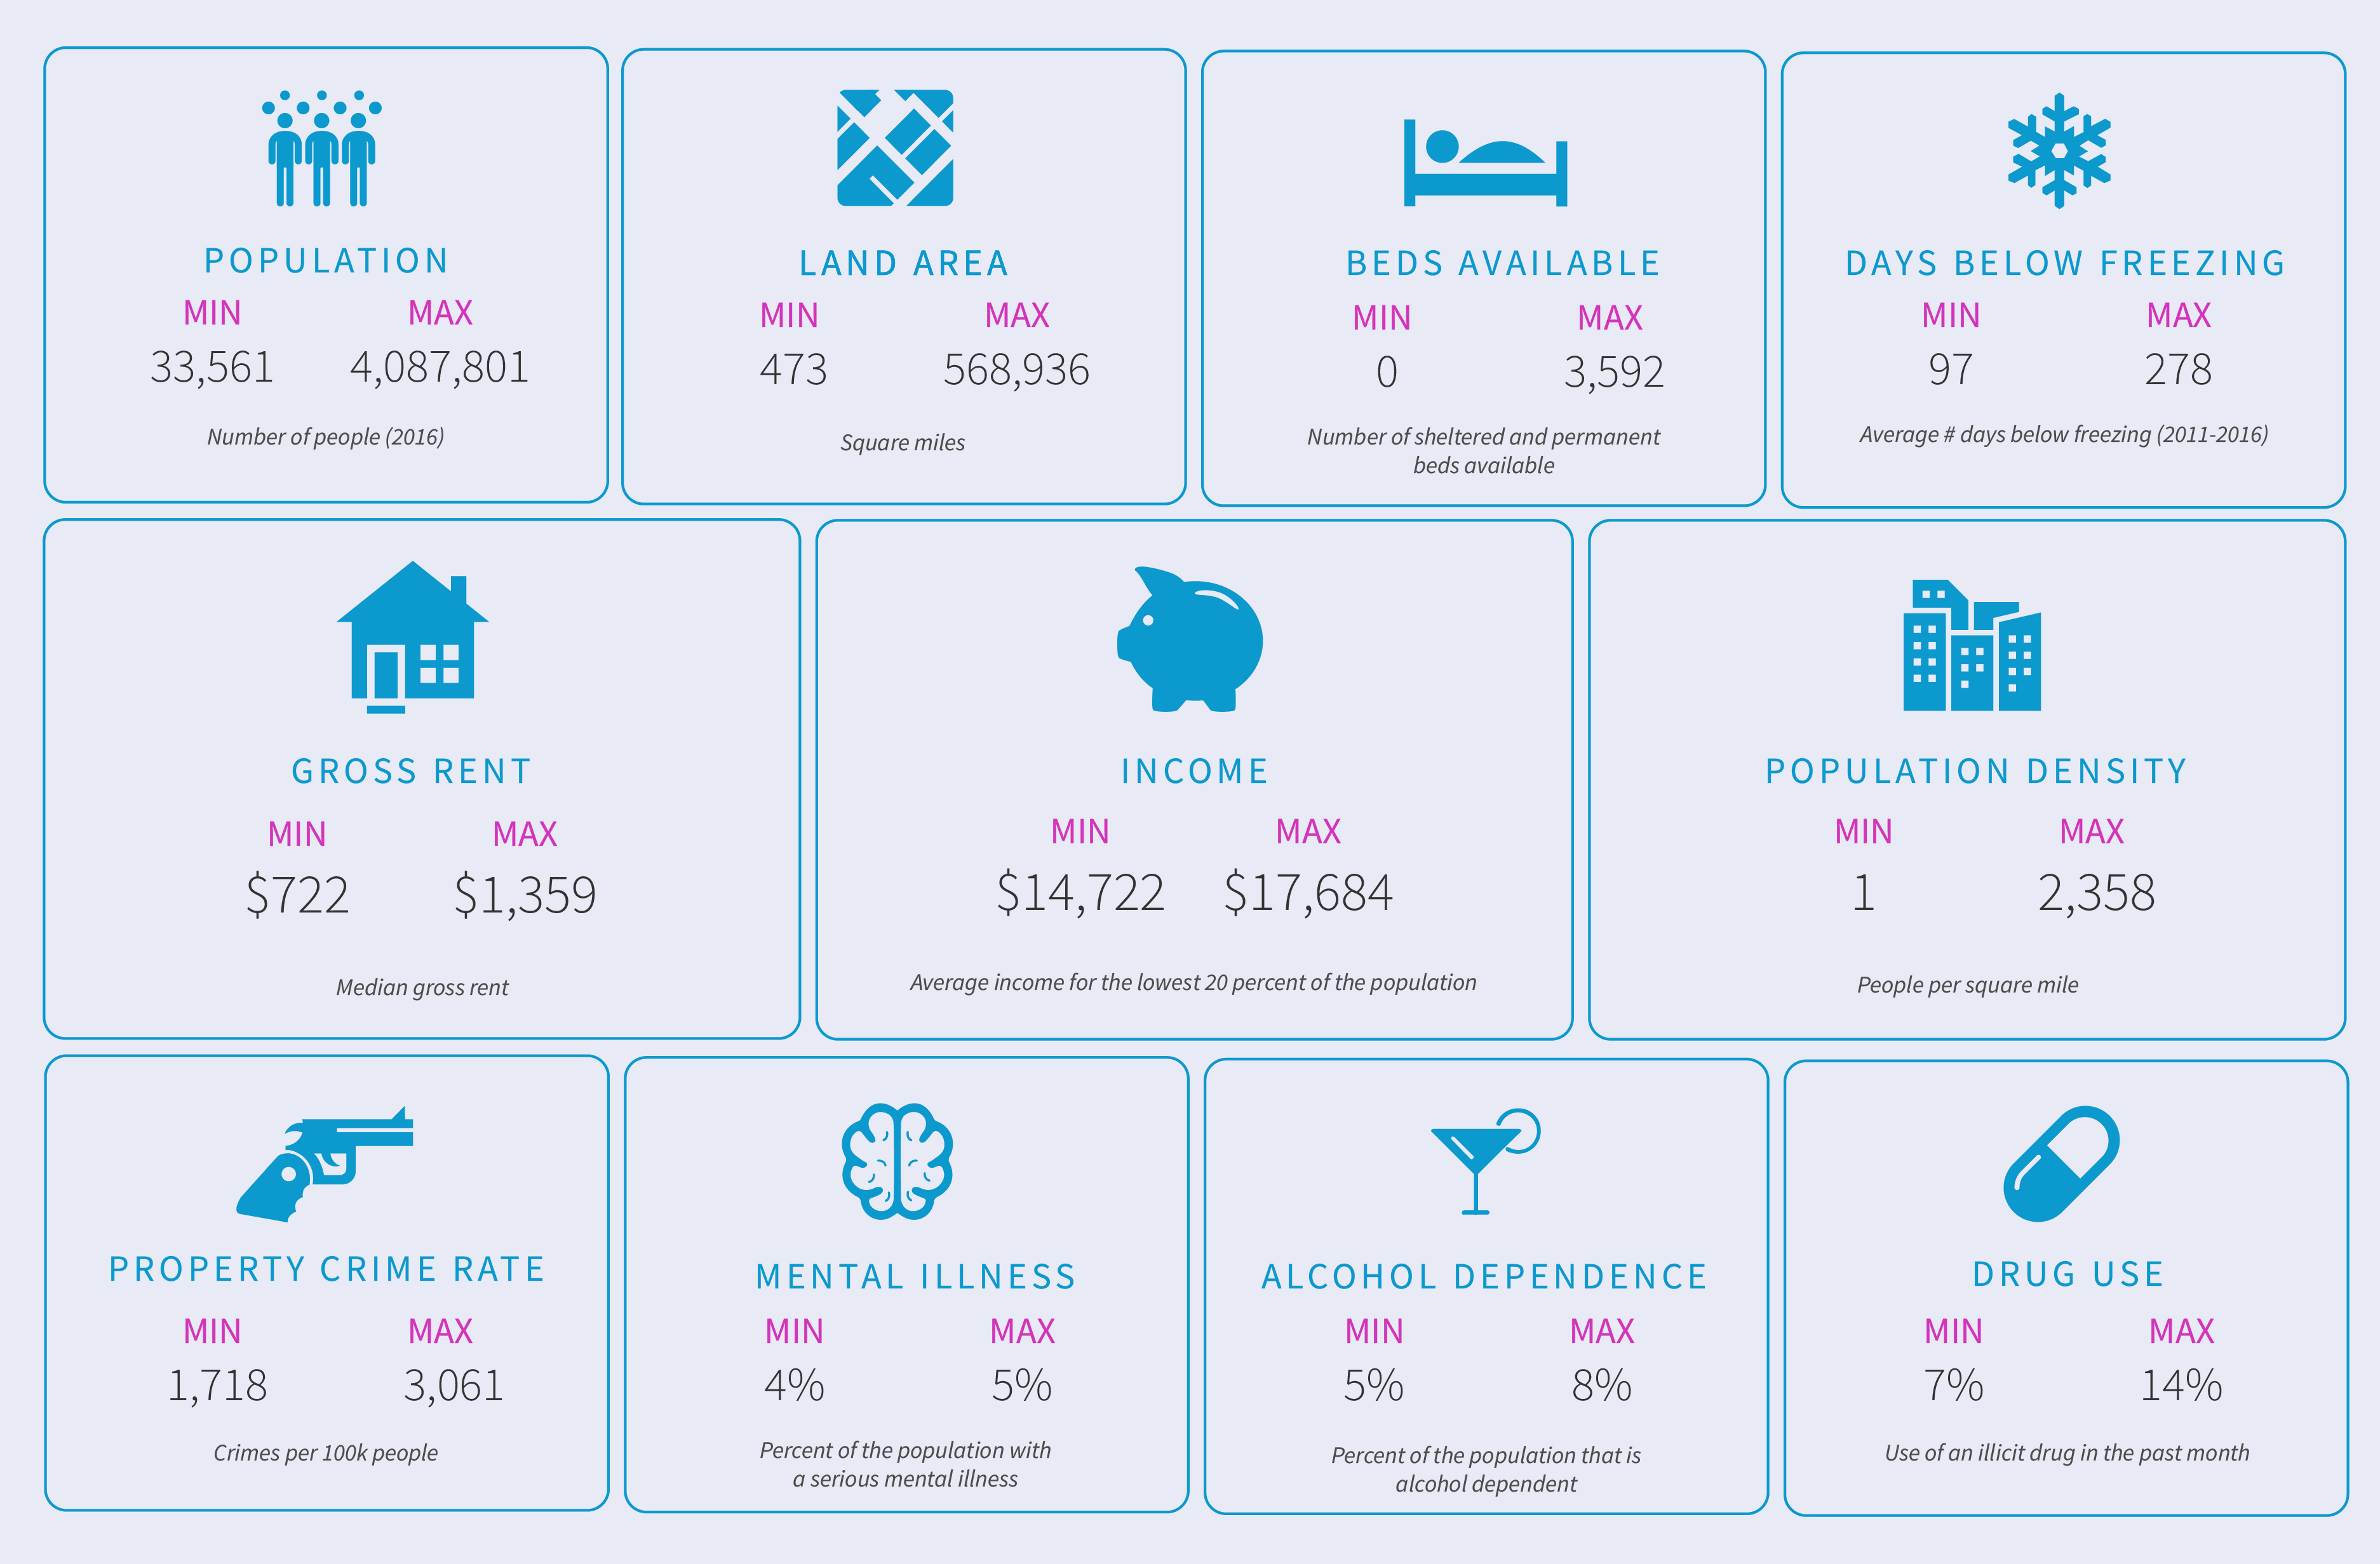 POPULATION
MIN MAX
33,561 4,087,801
Number of people (2016)
LAND AREA
MIN MAX
473 568,936
Square miles
BEDS AVAILABLE
MIN MAX
0 3,592
Number of sheltered and permanent
beds available
DAYS BELOW FREEZING
MIN MAX
97 278
Average # days below freezing (2011-2016)
GROSS RENT
MIN MAX
$722 $1,359
Median gross rent
INCOME
MIN MAX
$14,722 $17,684
Average income for the lowest 20 percent of the population
POPULATION DENSITY
MIN MAX
1 2,358
People per square mile
PROPERTY CRIME RATE
MIN MAX
1,718 3,061
Crimes per 100k people
MENTAL ILLNESS
MIN MAX
4% 5%
Percent of the population with
a serious mental illness
ALCOHOL DEPENDENCE
MIN MAX
5% 8%
Percent of the population that is
alcohol dependent
DRUG USE
MIN MAX
7% 14%
Use of an illicit drug in the past month